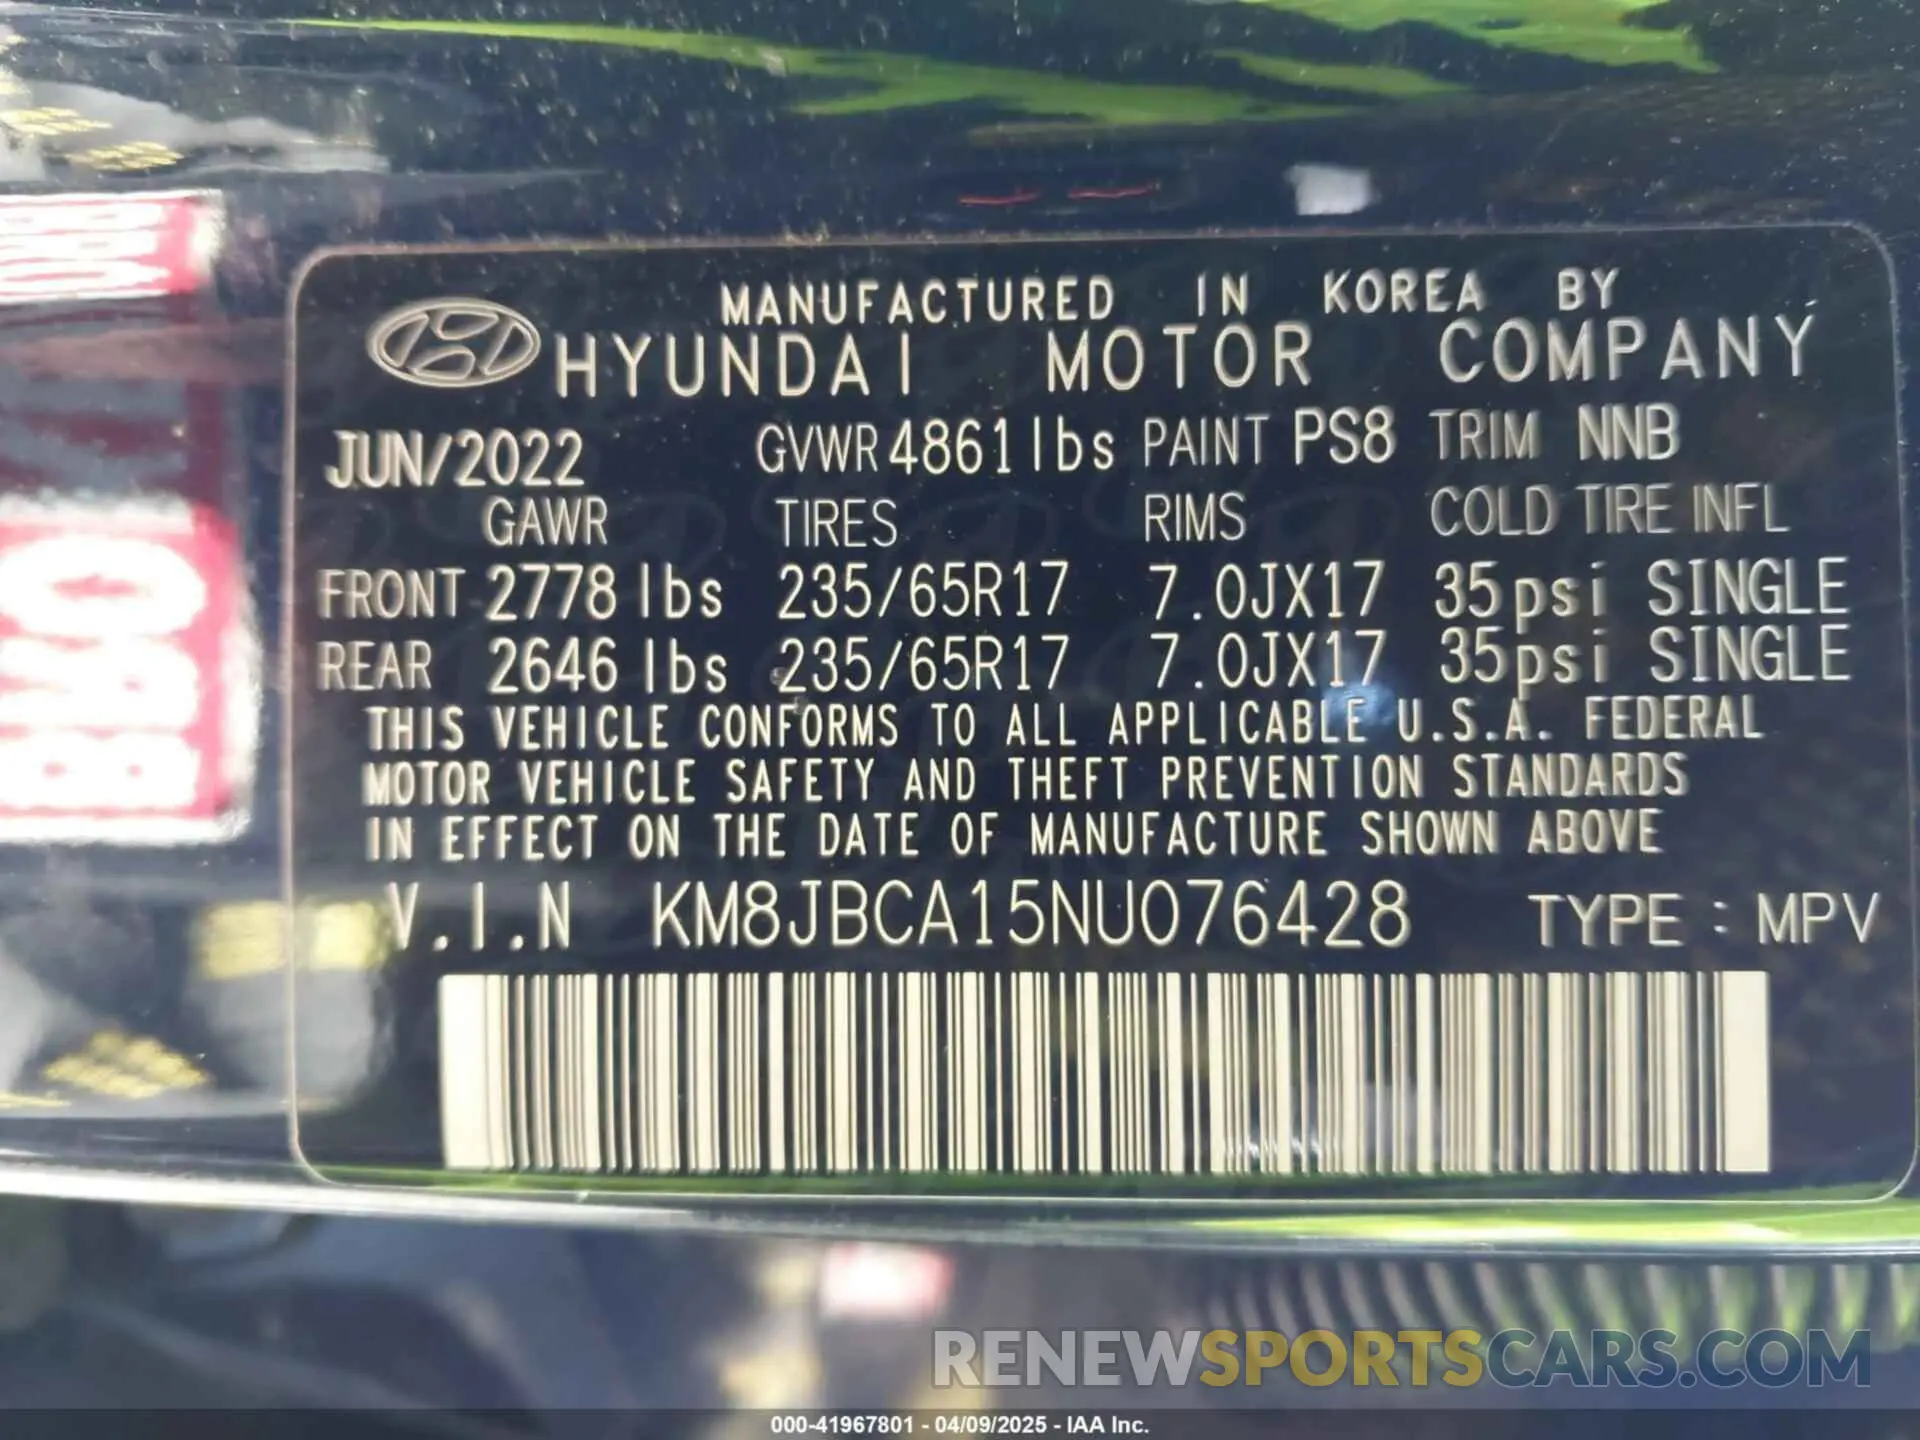 MANUFACTURED IN KOREA BY
HYUNDAI MOTOR COMPANY
JUN/2022 GVWR 4861lbs PAINT PS8 TRIM NNB
GAWR TIRES RIMS COLD TIRE INFL
FRONT 2778 lbs 235/65R17 7.0JX17 35psi SINGLE
REAR 2646 lbs 235/65R17 7.0JX17 35psi SINGLE
THIS VEHICLE CONFORMS TO ALL APPLICABLE U.S.A. FEDERAL
MOTOR VEHICLE SAFETY AND THEFT PREVENTION STANDARDS
IN EFFECT ON THE DATE OF MANUFACTURE SHOWN ABOVE
V.I.N KM8JBCA15NU076428 TYPE : MPV
RENEWSPORTSCARS.COM
000-41967801 - 04/09/2025 - IAA Inc.